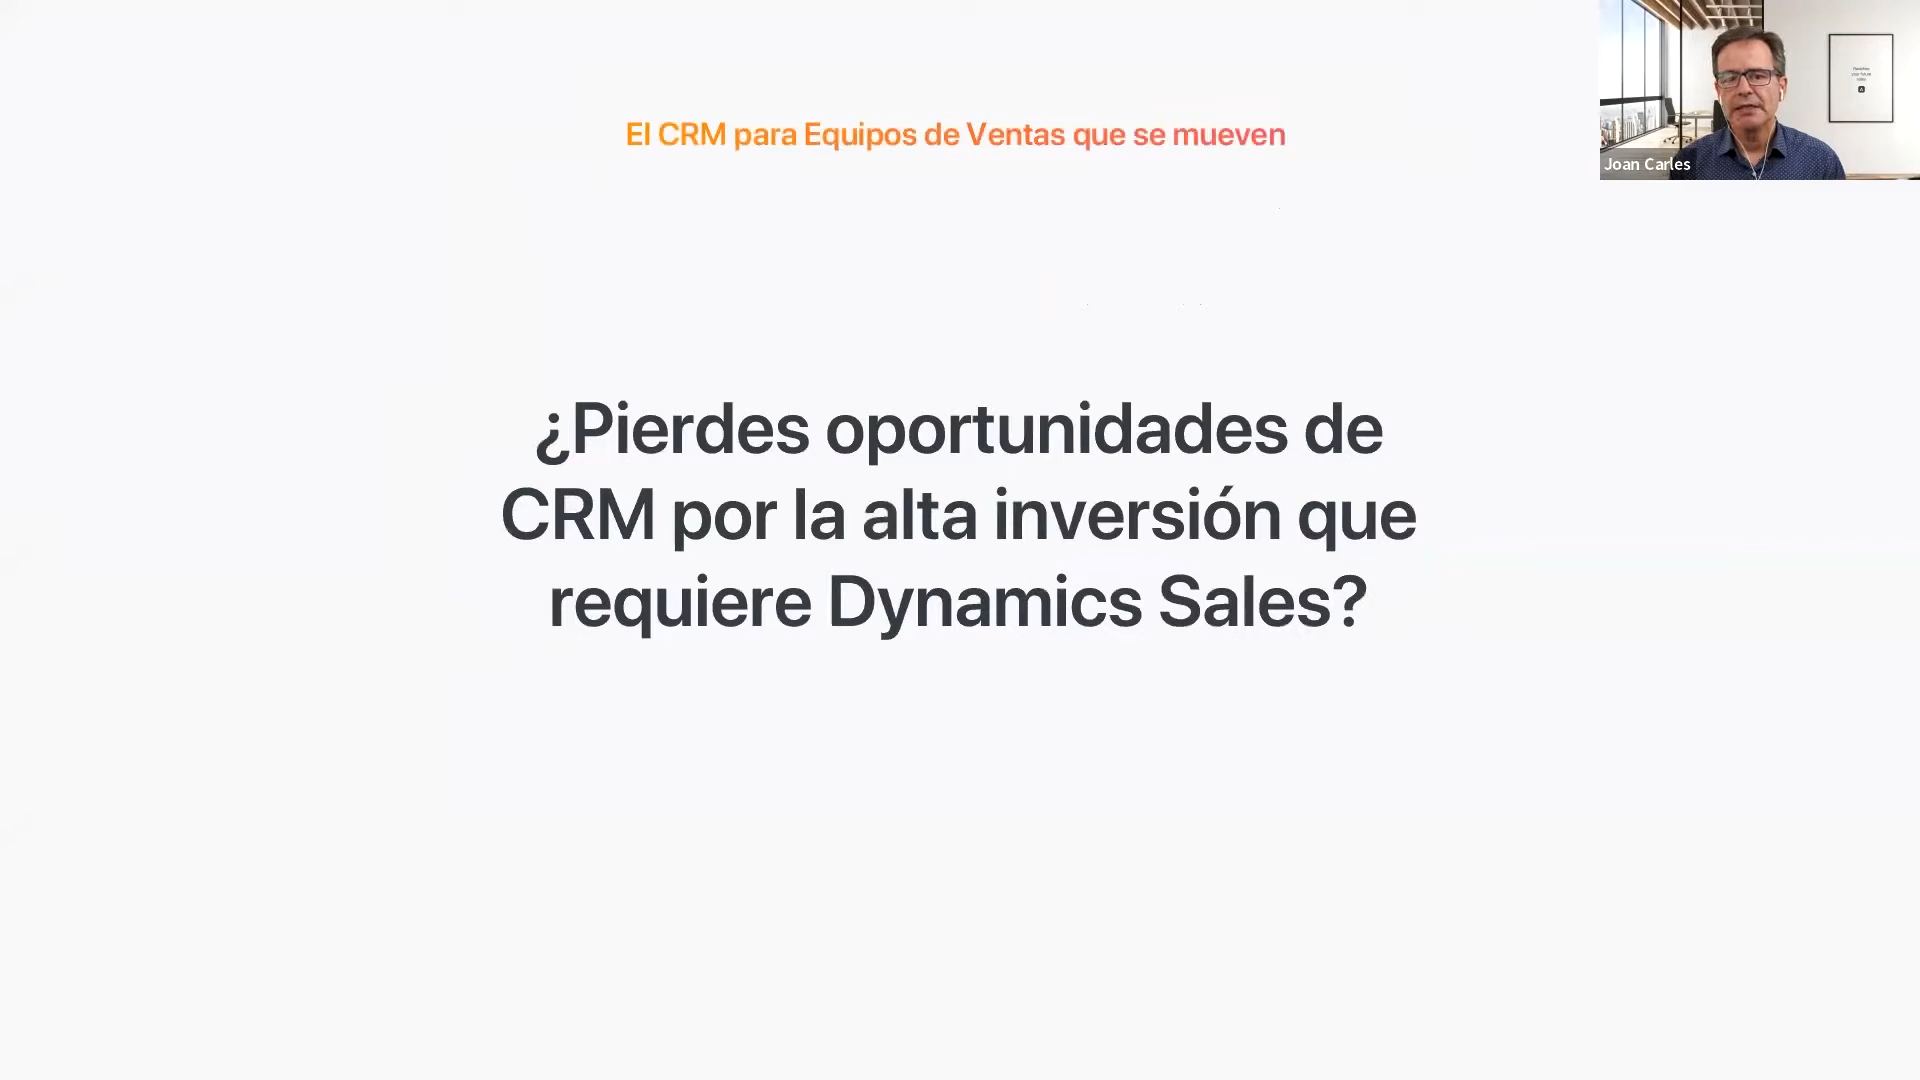 El CRM para Equipos de Ventas que se mueven
¿Pierdes oportunidades de
CRM por la alta inversión que
requiere Dynamics Sales?
Joan Carles